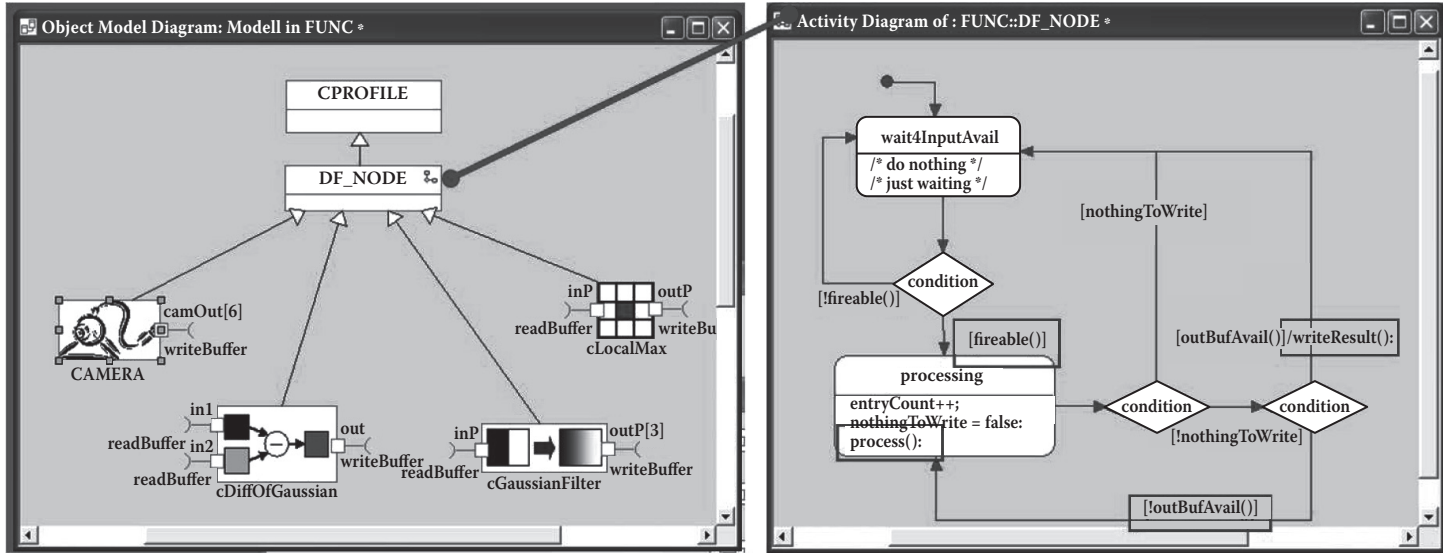 Object Model Diagram: Modell in FUNC *
CPROFILE
DF_NODE
camOut[6]
writeBuffer
CAMERA
inP
outP
readBuffer
writeBu
cLocalMax
in1
readBuffer
in2
readBuffer
out
writeBuffer
cDiffOfGaussian
inP
readBuffer
outP[3]
writeBuffer
cGaussianFilter
Activity Diagram of : FUNC::DF_NODE *
wait4InputAvail
/* do nothing */
/* just waiting */
[nothingToWrite]
condition
[!fireable()]
[fireable()]
[outBufAvail()]/writeResult():
processing
entryCount++;
nothingToWrite = false:
process():
condition
condition
[!nothingToWrite]
[!outBufAvail()]